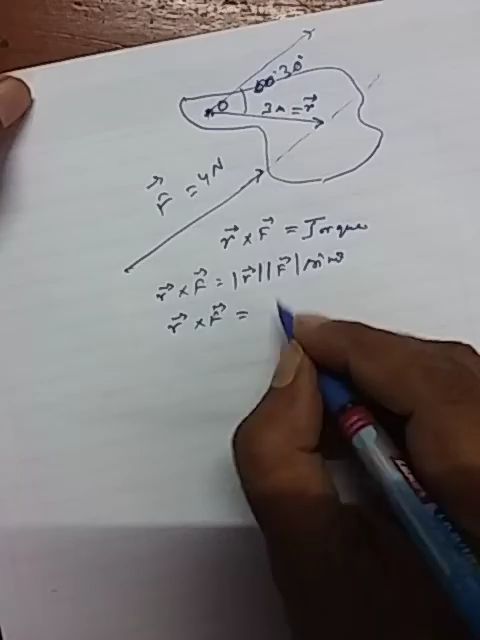 30°
O
3m = r⃗
F⃗ = 4N
r⃗ × F⃗ = Torque
r⃗ × F⃗ = |r⃗||F⃗| sinθ
r⃗ × F⃗ =